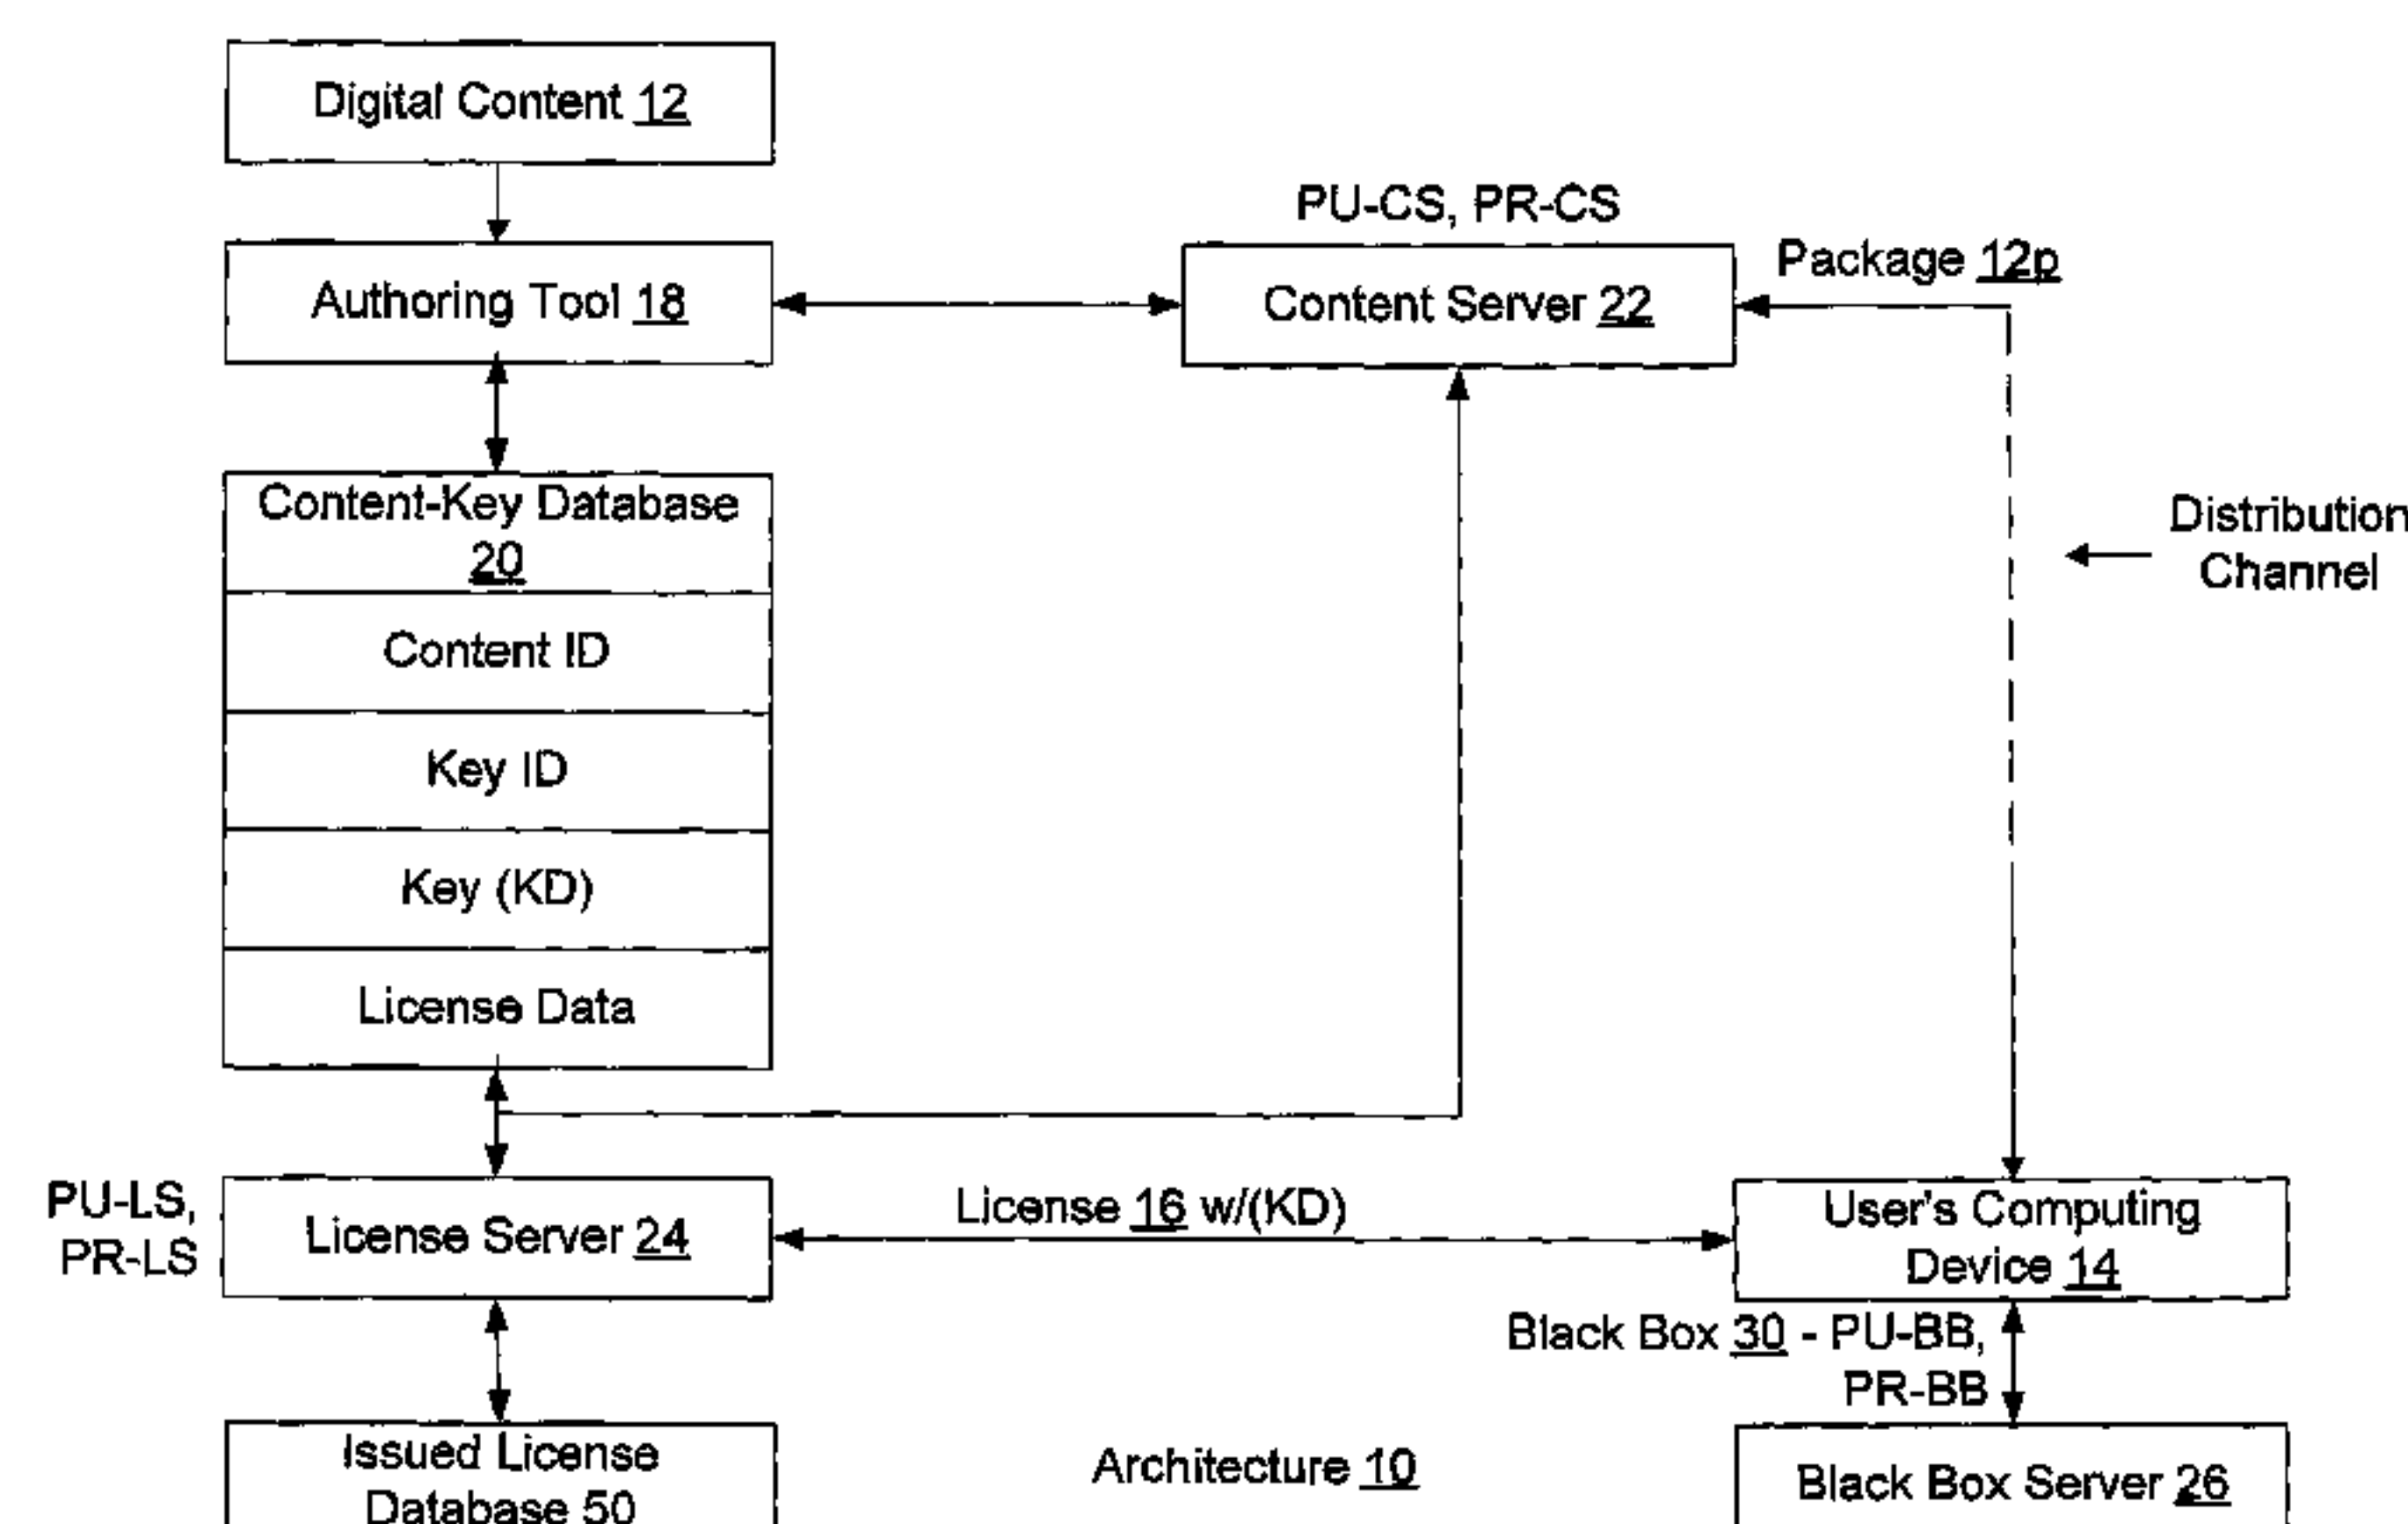 Digital Content 12
PU-CS, PR-CS
Authoring Tool 18
Content Server 22
Package 12p
Content-Key Database
20
Distribution
Channel
Content ID
Key ID
Key (KD)
License Data
PU-LS,
PR-LS
License Server 24
License 16 w/(KD)
User's Computing
Device 14
Black Box 30 - PU-BB,
PR-BB
Issued License
Database 50
Architecture 10
Black Box Server 26